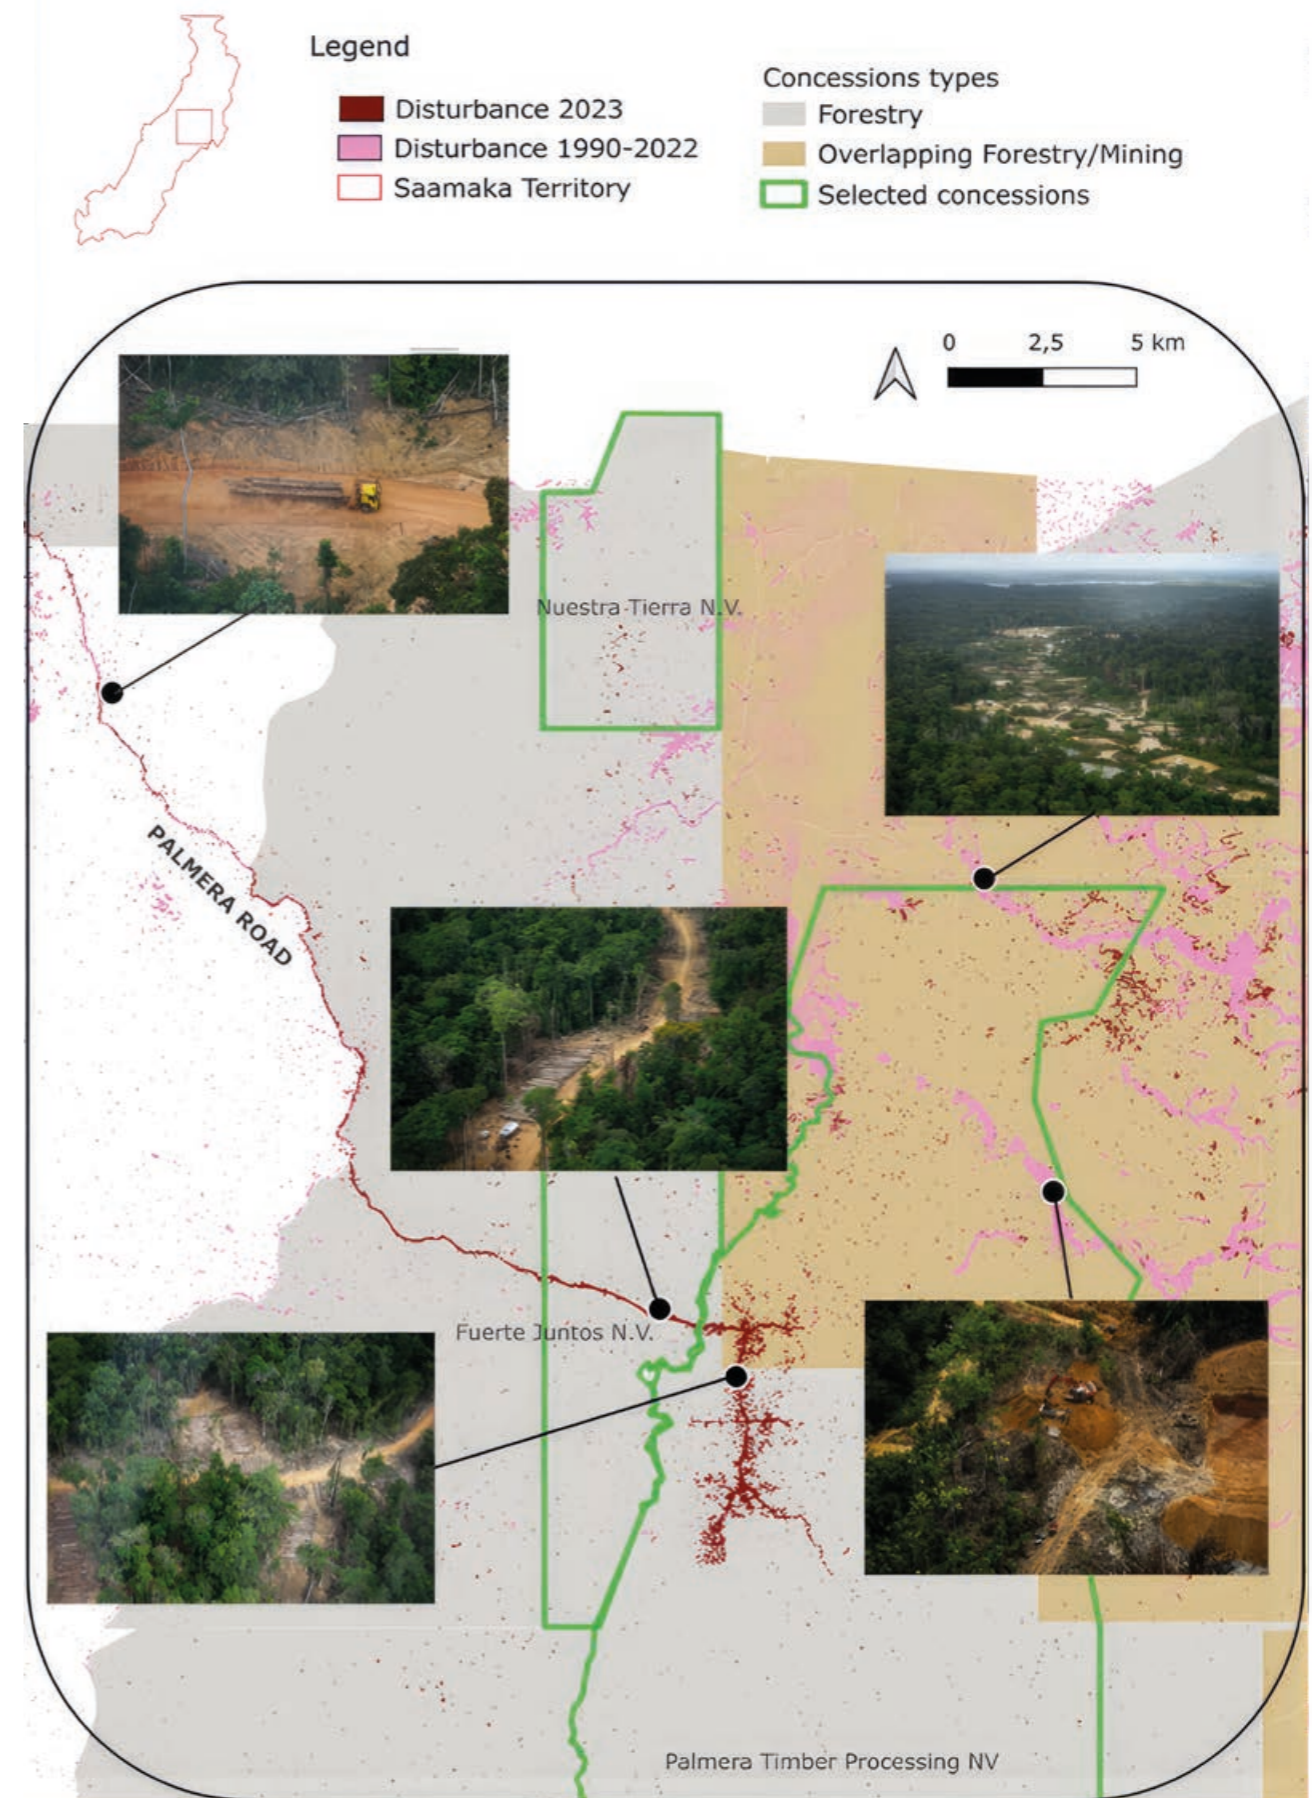 Legend
Disturbance 2023
Disturbance 1990-2022
Saamaka Territory
Concessions types
Forestry
Overlapping Forestry/Mining
Selected concessions
0 2,5 5 km
Nuestra Tierra N.V.
PALMERA ROAD
Fuerte Juntos N.V.
Palmera Timber Processing NV